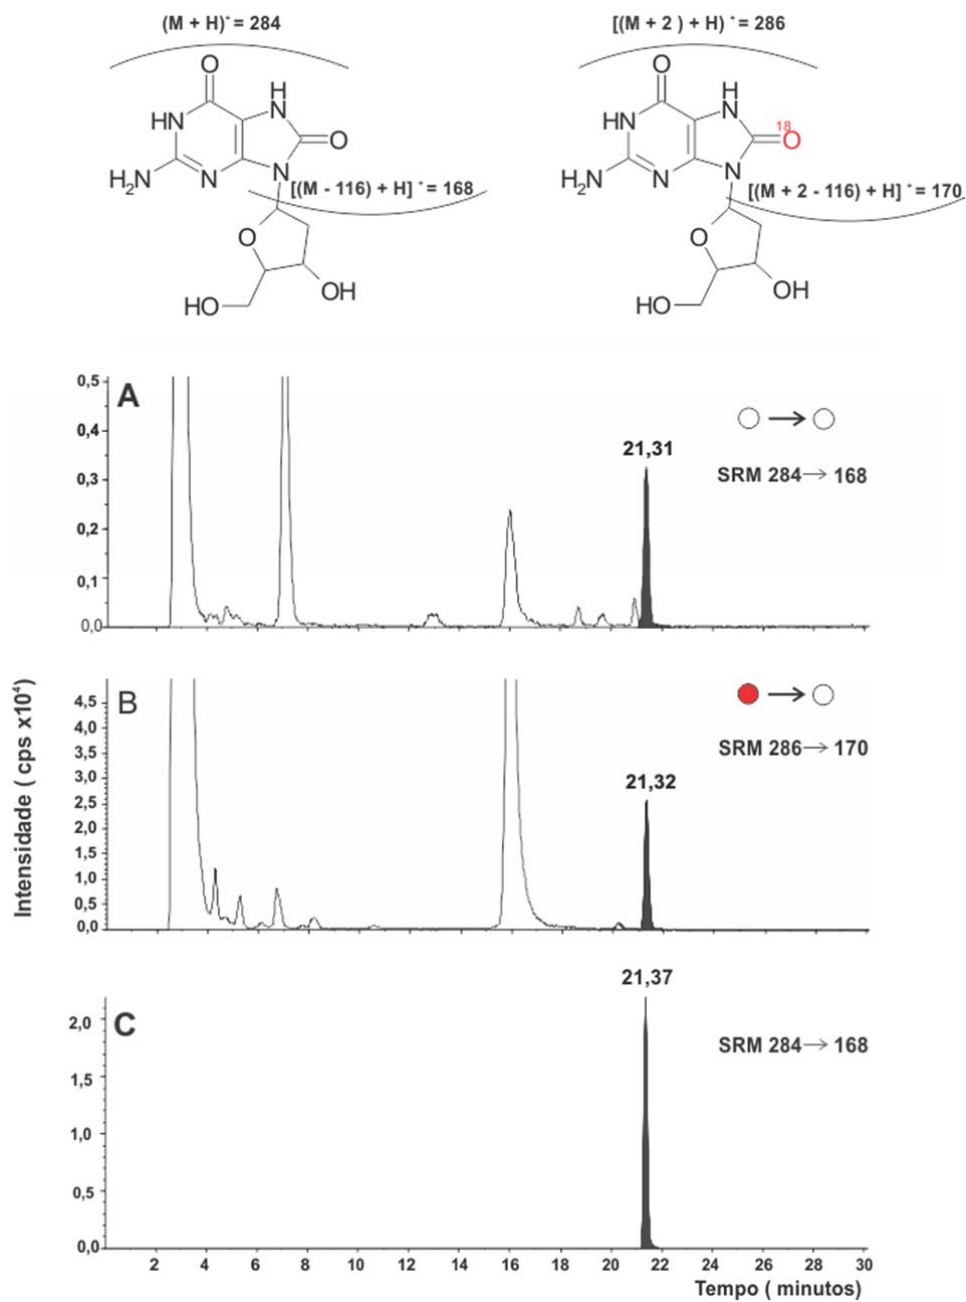 (M + H)⁺ = 284
[(M + 2 ) + H) ⁺ = 286
O
NH
HN
O
H₂N
N
N
[(M - 116) + H] ⁺ = 168
O
OH
HO
O
NH
HN
¹⁸O
H₂N
N
N
[(M + 2 - 116) + H] ⁺ = 170
O
OH
HO
A
0,5
0,4
0,3
0,2
0,1
0,0
21,31
SRM 284→ 168
B
4,5
4,0
3,5
3,0
2,5
2,0
1,5
1,0
0,5
0,0
21,32
SRM 286→ 170
Intensidade ( cps x10⁴)
C
2,0
1,5
1,0
0,5
0,0
21,37
SRM 284→ 168
2 4 6 8 10 12 14 16 18 20 22 24 26 28 30
Tempo ( minutos)